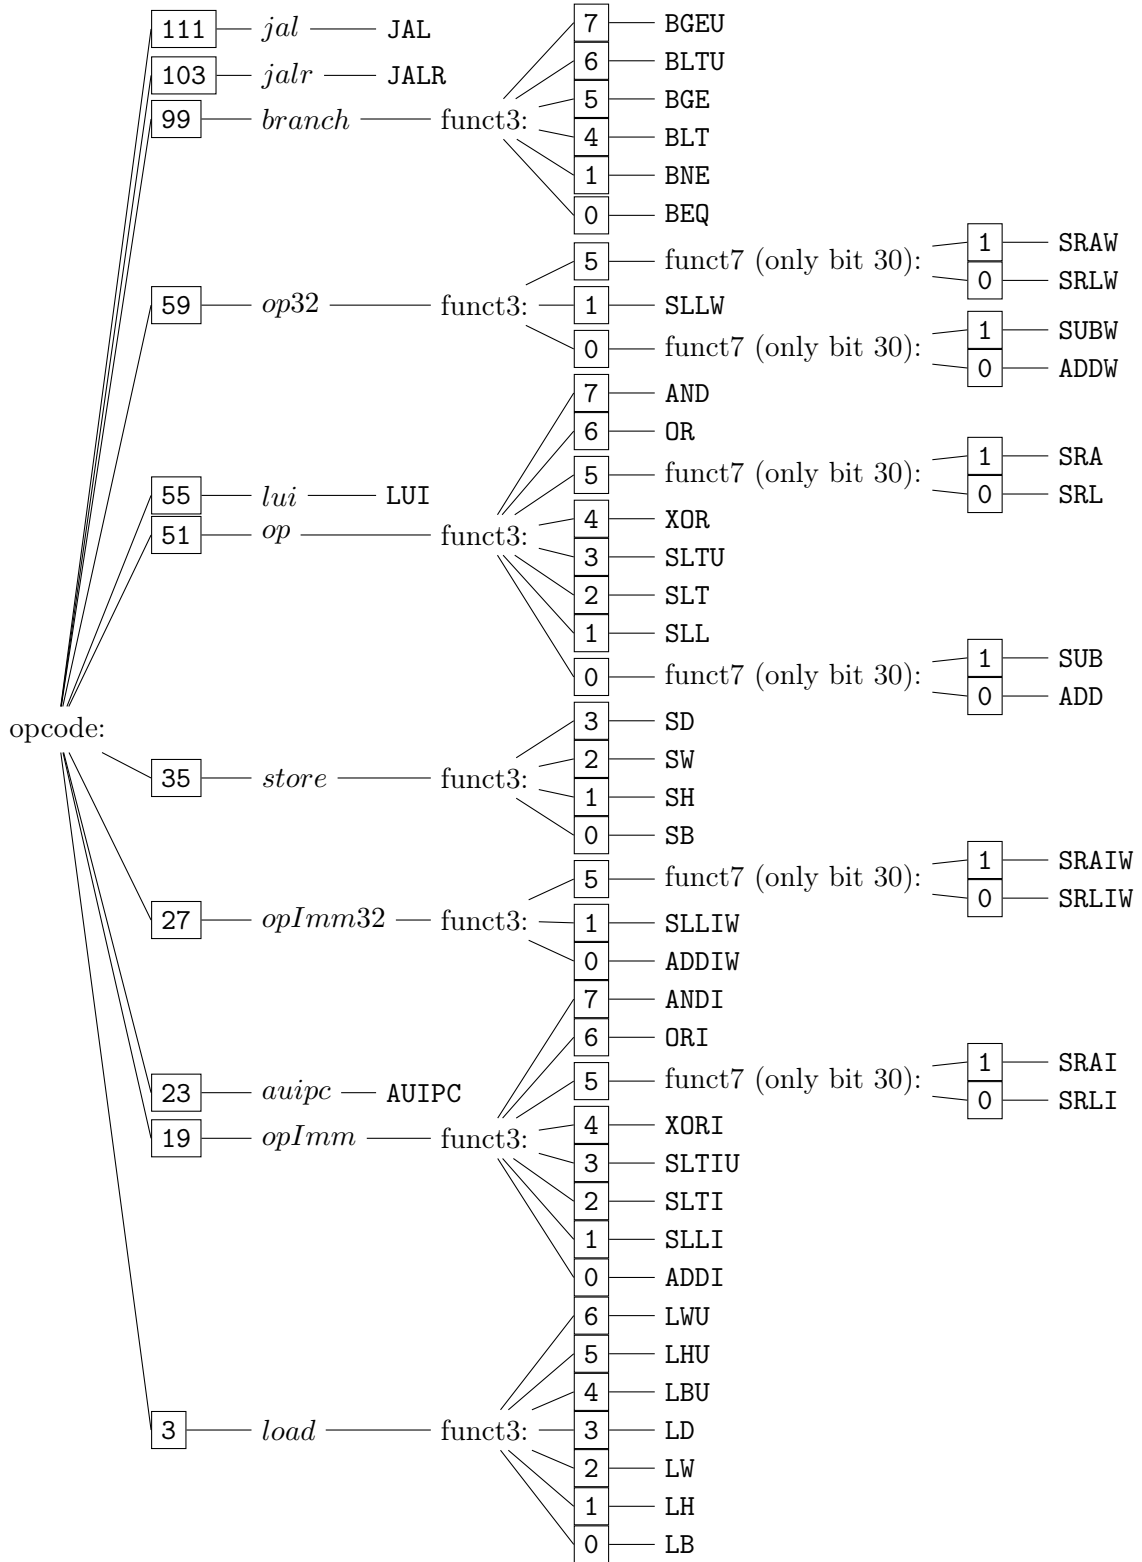 111 jal JAL
103 jalr JALR
99 branch funct3:
7 BGEU
6 BLTU
5 BGE
4 BLT
1 BNE
0 BEQ
59 op32 funct3:
5 funct7 (only bit 30):
1 SRAW
0 SRLW
1 SLLW
0 funct7 (only bit 30):
1 SUBW
0 ADDW
55 lui LUI
51 op funct3:
7 AND
6 OR
5 funct7 (only bit 30):
1 SRA
0 SRL
4 XOR
3 SLTU
2 SLT
1 SLL
0 funct7 (only bit 30):
1 SUB
0 ADD
opcode:
35 store funct3:
3 SD
2 SW
1 SH
0 SB
27 opImm32 funct3:
5 funct7 (only bit 30):
1 SRAIW
0 SRLIW
1 SLLIW
0 ADDIW
23 auipc AUIPC
19 opImm funct3:
7 ANDI
6 ORI
5 funct7 (only bit 30):
1 SRAI
0 SRLI
4 XORI
3 SLTIU
2 SLTI
1 SLLI
0 ADDI
3 load funct3:
6 LWU
5 LHU
4 LBU
3 LD
2 LW
1 LH
0 LB